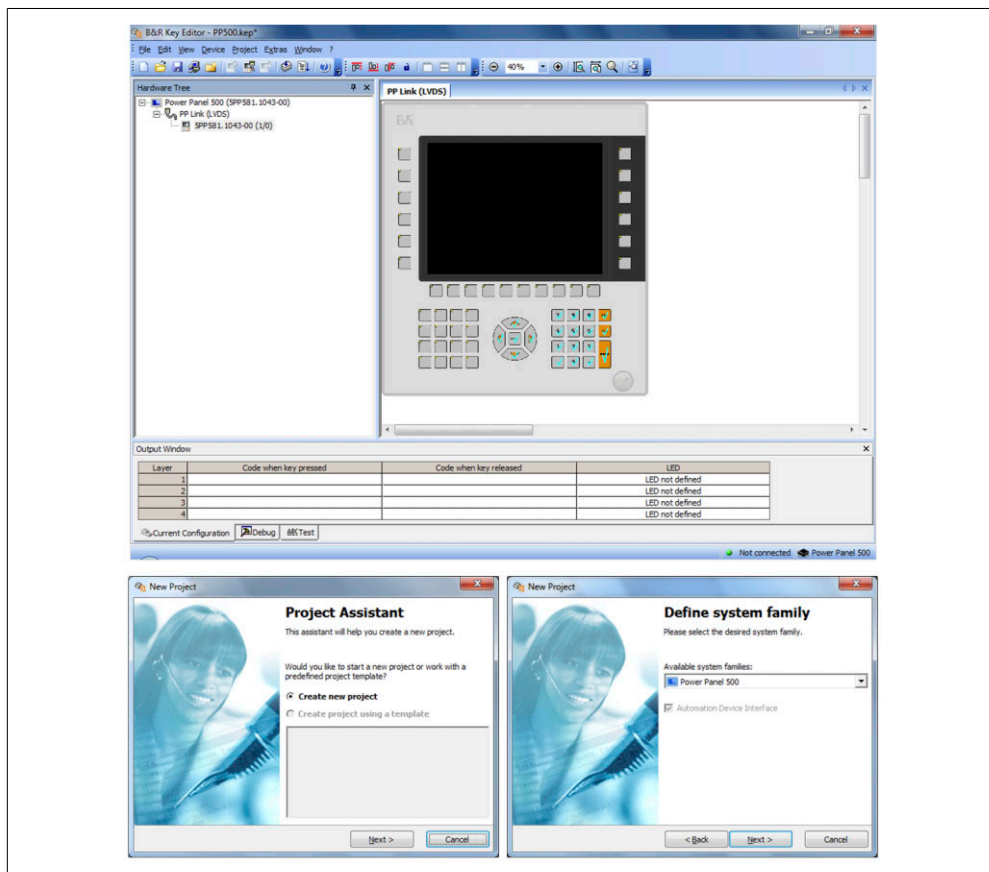 B&R Key Editor - PP500.kep*
File Edit View Device Project Extras Window ?
40%
Hardware Tree
Power Panel 500 (5PP581.1043-00)
PP Link (LVDS)
5PP581.1043-00 (1/0)
PP Link (LVDS)
B&R
Output Window
Layer Code when key pressed Code when key released LED
1 LED not defined
2 LED not defined
3 LED not defined
4 LED not defined
Current Configuration Debug Test
Not connected Power Panel 500
New Project
Project Assistant
This assistant will help you create a new project.
Would you like to start a new project or work with a
predefined project template?
Create new project
Create project using a template
Next > Cancel
New Project
Define system family
Please select the desired system family.
Available system families:
Power Panel 500
Automation Device Interface
< Back Next > Cancel